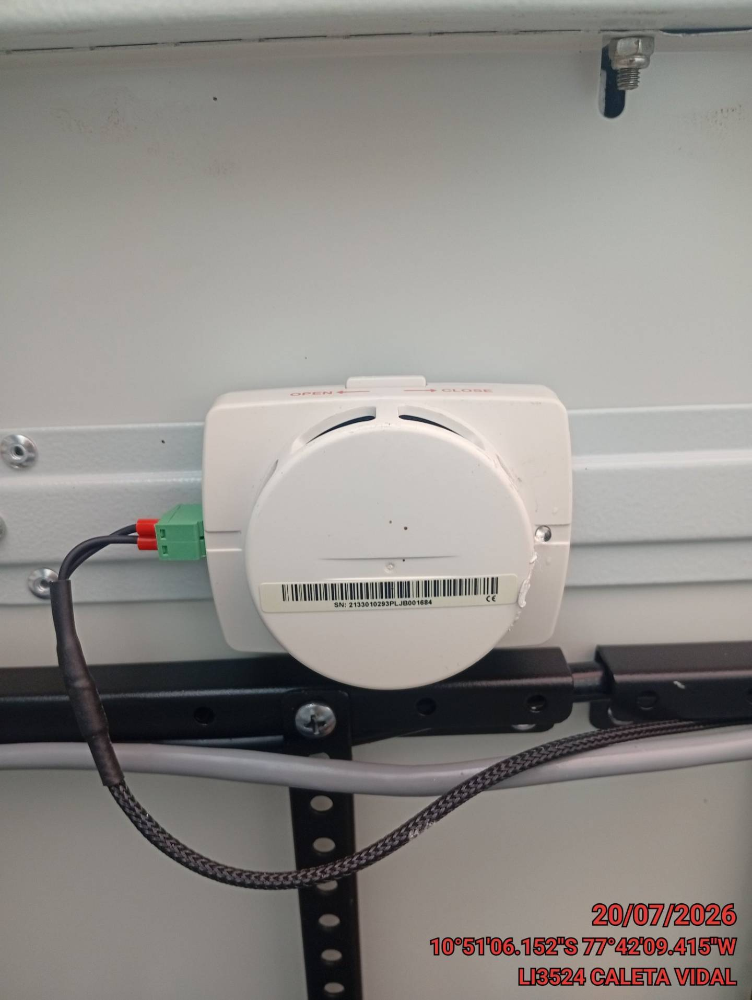 OPEN ← → CLOSE
SN: 2133010293PLJB001684 CE
20/07/2026
10°51'06.152"S 77°42'09.415"W
LI3524 CALETA VIDAL